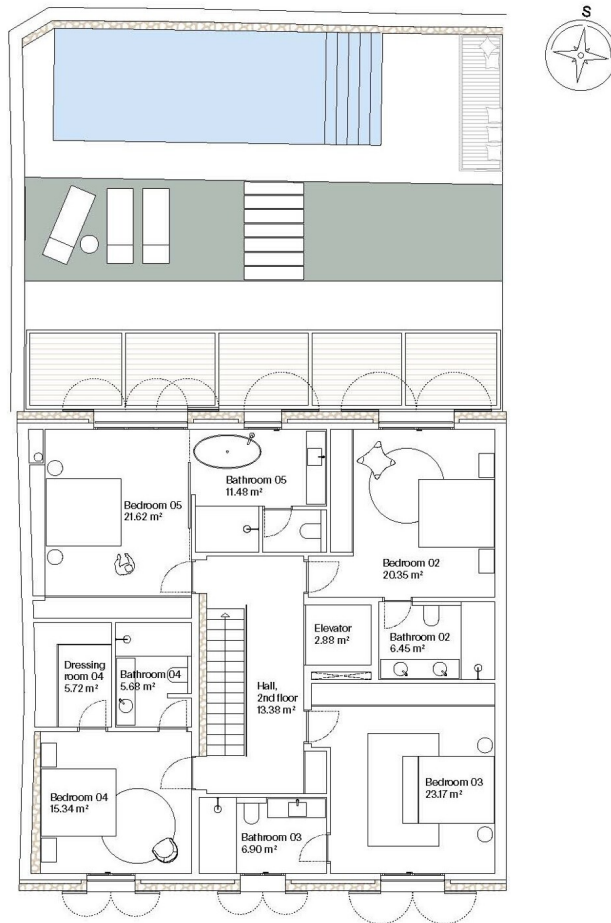 S
Bathroom 05
11.48 m²
Bedroom 05
21.62 m²
Bedroom 02
20.35 m²
Elevator
2.88 m²
Bathroom 02
6.45 m²
Dressing
room 04
5.72 m²
Bathroom 04
5.68 m²
Hall,
2nd floor
13.38 m²
Bedroom 03
23.17 m²
Bedroom 04
15.34 m²
Bathroom 03
6.90 m²